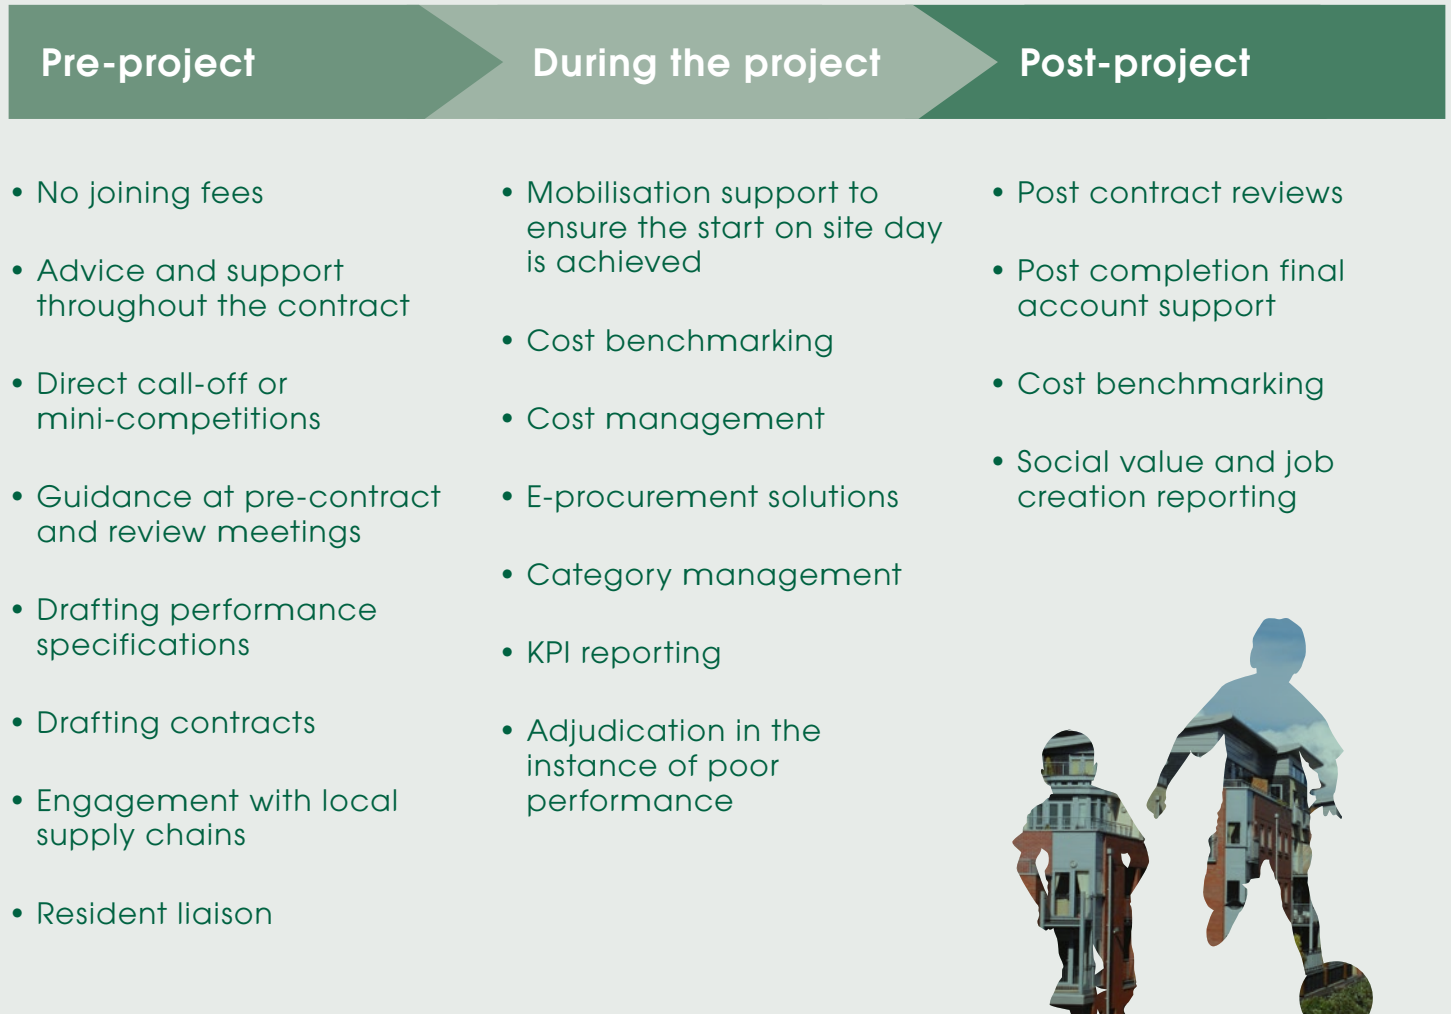 Pre-project
During the project
Post-project
• No joining fees
• Advice and support
throughout the contract
• Direct call-off or
mini-competitions
• Guidance at pre-contract
and review meetings
• Drafting performance
specifications
• Drafting contracts
• Engagement with local
supply chains
• Resident liaison
• Mobilisation support to
ensure the start on site day
is achieved
• Cost benchmarking
• Cost management
• E-procurement solutions
• Category management
• KPI reporting
• Adjudication in the
instance of poor
performance
• Post contract reviews
• Post completion final
account support
• Cost benchmarking
• Social value and job
creation reporting